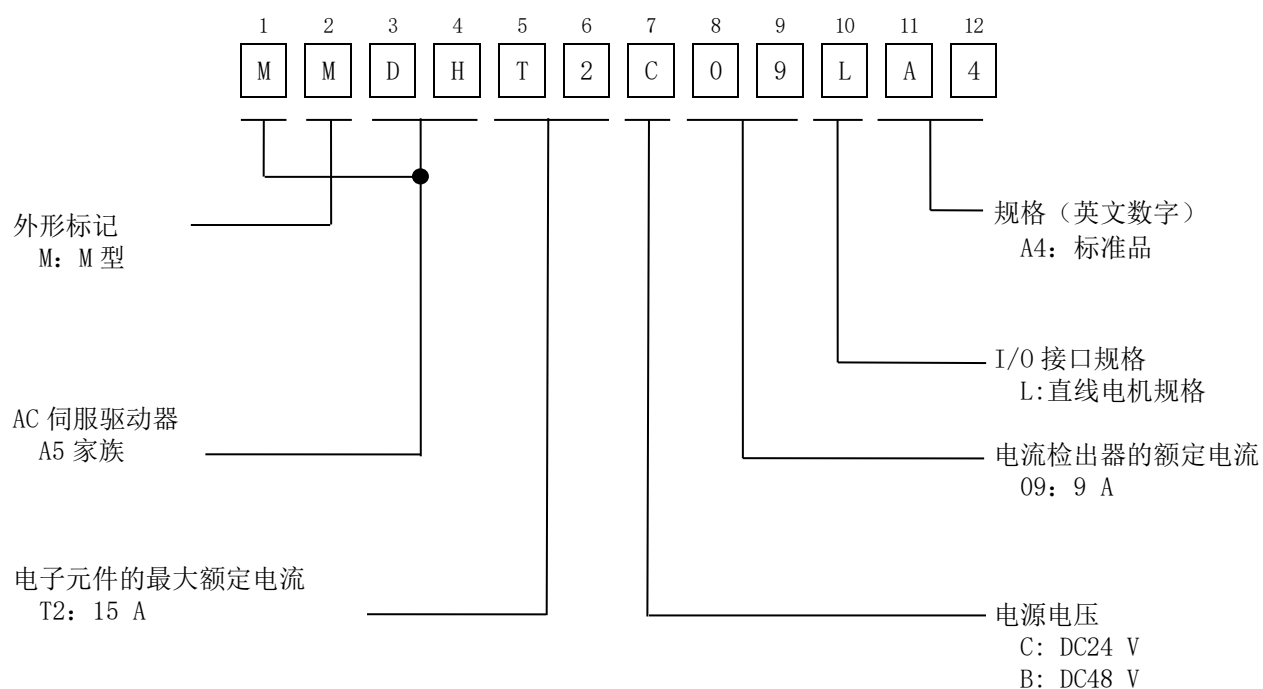 1 2 3 4 5 6 7 8 9 10 11 12
M M D H T 2 C 0 9 L A 4
外形标记
M：M 型
规格（英文数字）
A4：标准品
I/O 接口规格
L:直线电机规格
AC 伺服驱动器
A5 家族
电流检出器的额定电流
09：9 A
电子元件的最大额定电流
T2：15 A
电源电压
C: DC24 V
B: DC48 V